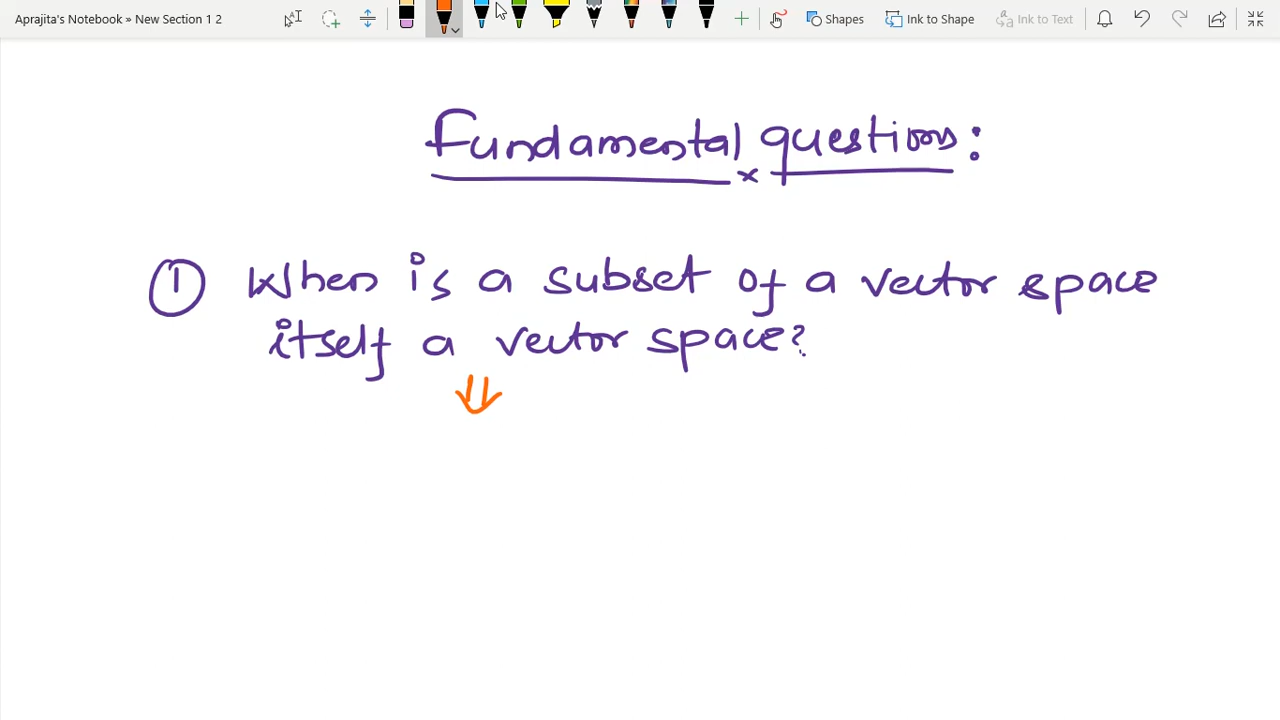 Aprajita's Notebook » New Section 1 2
Shapes
Ink to Shape
Ink to Text
Fundamental questions:
① When is a subset of a vector space
itself a vector space?